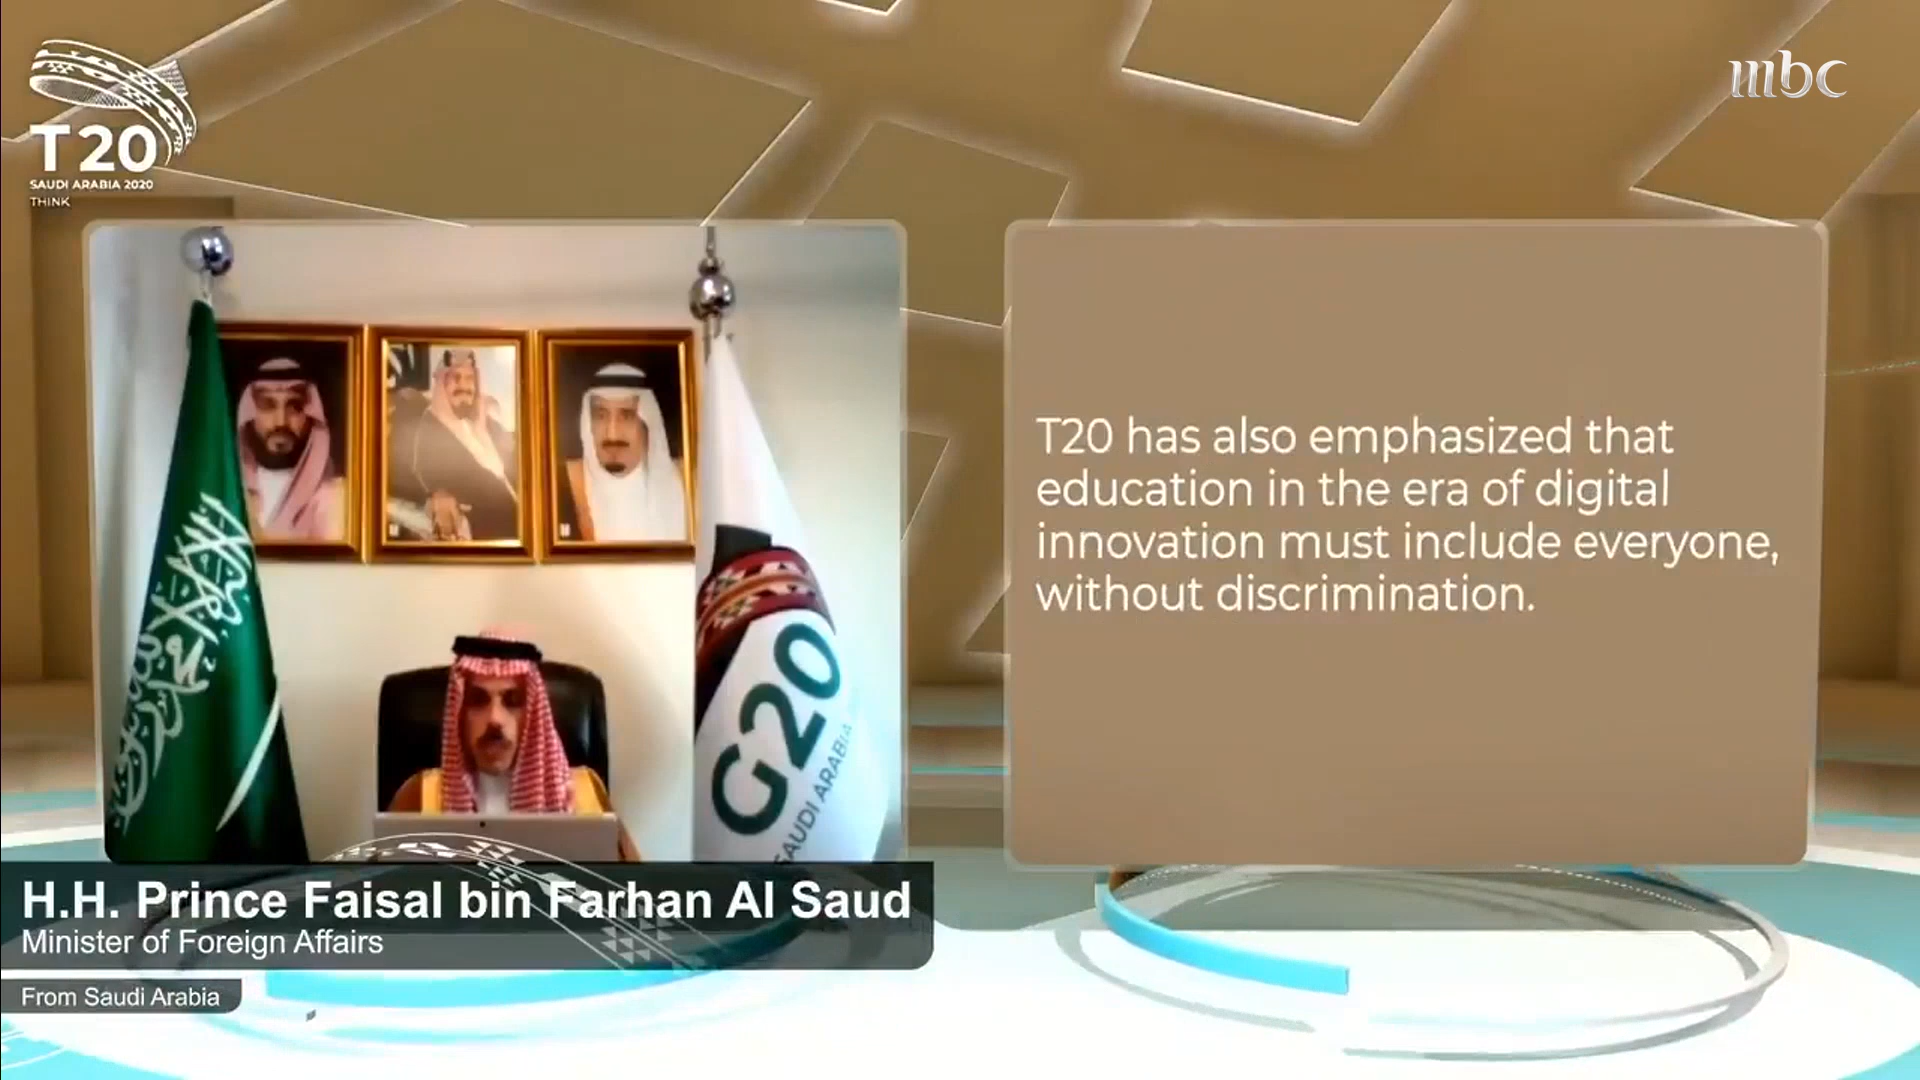 T20
SAUDI ARABIA 2020
THINK
mbc
G20
SAUDI ARABIA
T20 has also emphasized that
education in the era of digital
innovation must include everyone,
without discrimination.
H.H. Prince Faisal bin Farhan Al Saud
Minister of Foreign Affairs
From Saudi Arabia